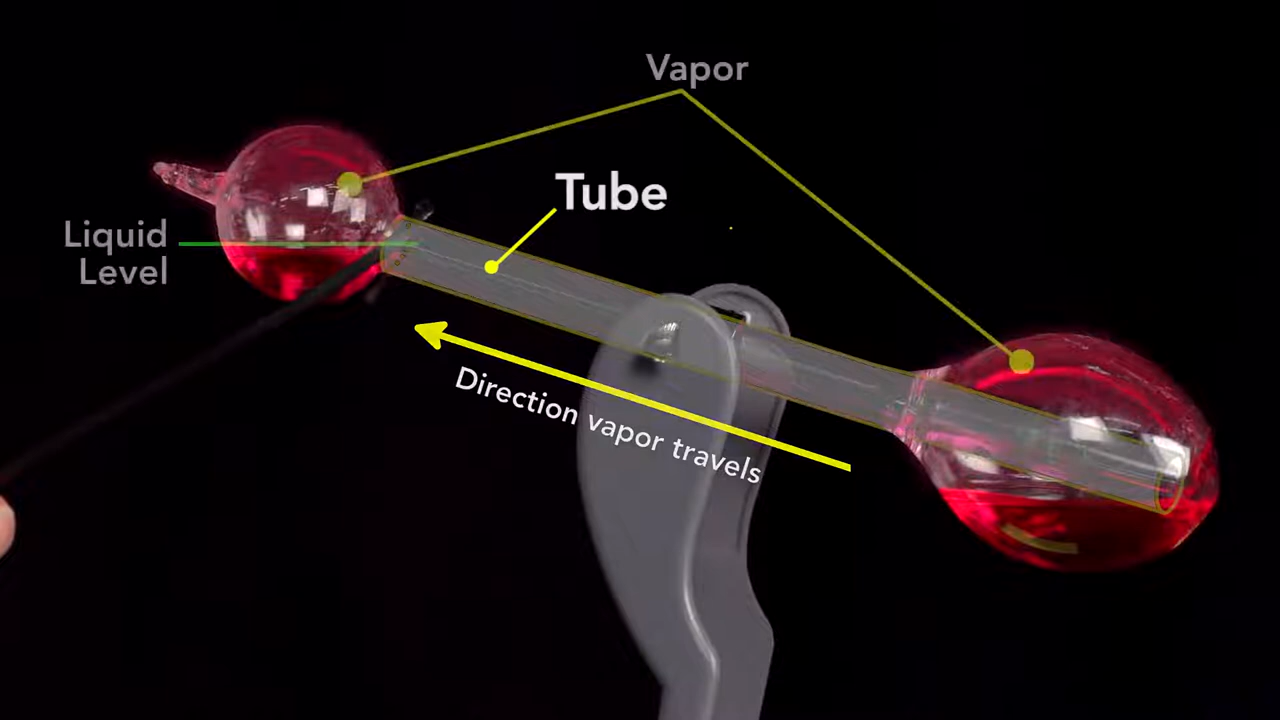 Vapor
Tube
Liquid
Level
Direction vapor travels